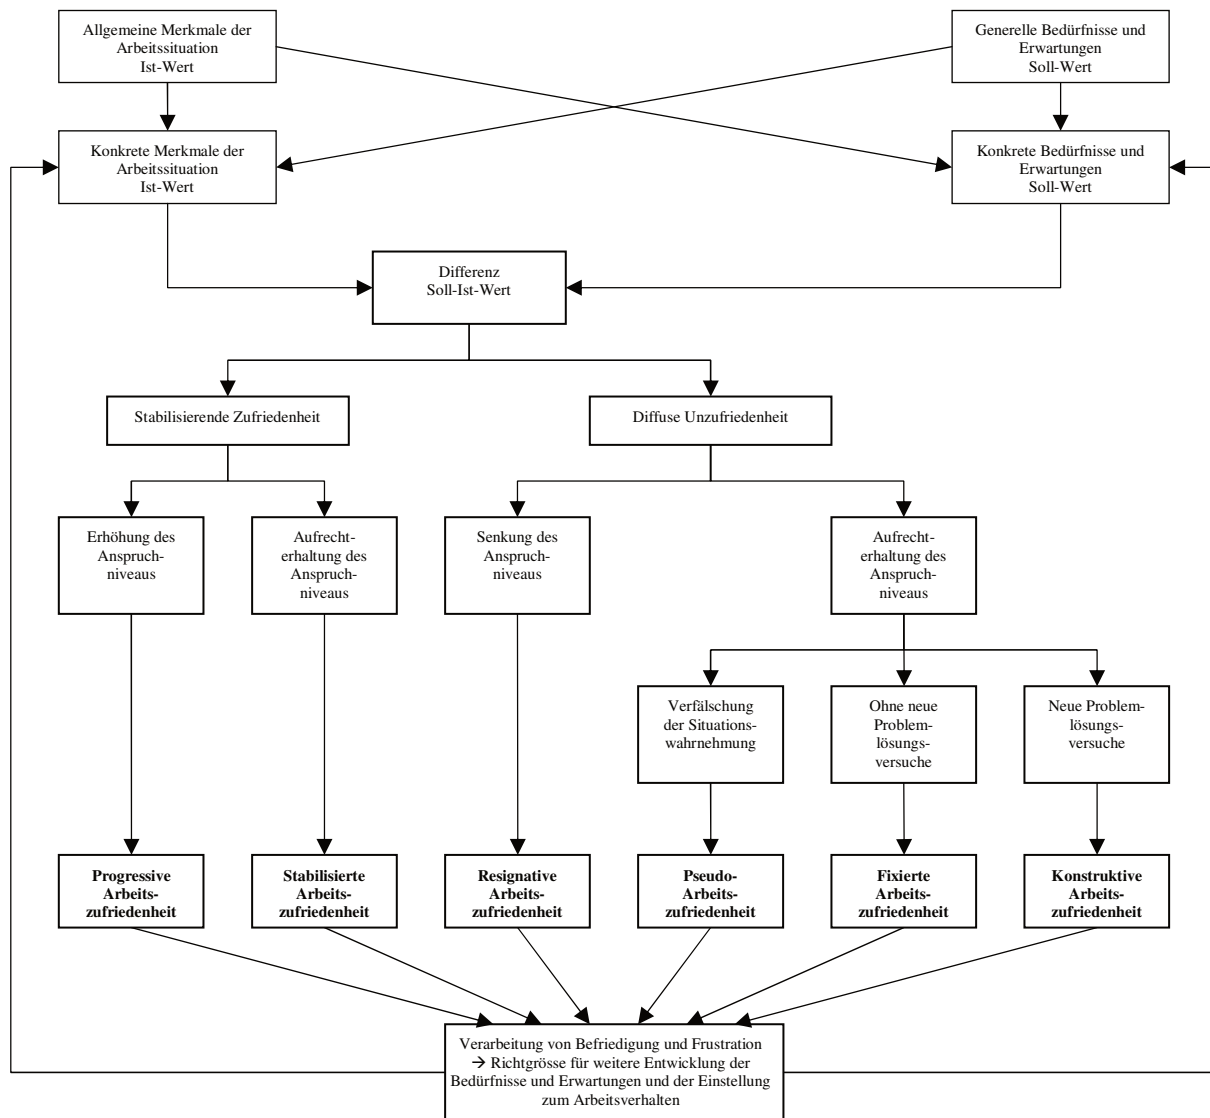 Allgemeine Merkmale der
Arbeitssituation
Ist-Wert
Generelle Bedürfnisse und
Erwartungen
Soll-Wert
Konkrete Merkmale der
Arbeitssituation
Ist-Wert
Konkrete Bedürfnisse und
Erwartungen
Soll-Wert
Differenz
Soll-Ist-Wert
Stabilisierende Zufriedenheit
Diffuse Unzufriedenheit
Erhöhung des
Anspruch-
niveaus
Aufrecht-
erhaltung des
Anspruch-
niveaus
Senkung des
Anspruch-
niveaus
Aufrecht-
erhaltung des
Anspruch-
niveaus
Verfälschung
der Situations-
wahrnehmung
Ohne neue
Problem-
lösungs-
versuche
Neue Problem-
lösungs-
versuche
Progressive
Arbeits-
zufriedenheit
Stabilisierte
Arbeits-
zufriedenheit
Resignative
Arbeits-
zufriedenheit
Pseudo-
Arbeits-
zufriedenheit
Fixierte
Arbeits-
zufriedenheit
Konstruktive
Arbeits-
zufriedenheit
Verarbeitung von Befriedigung und Frustration
→ Richtgrösse für weitere Entwicklung der
Bedürfnisse und Erwartungen und der Einstellung
zum Arbeitsverhalten